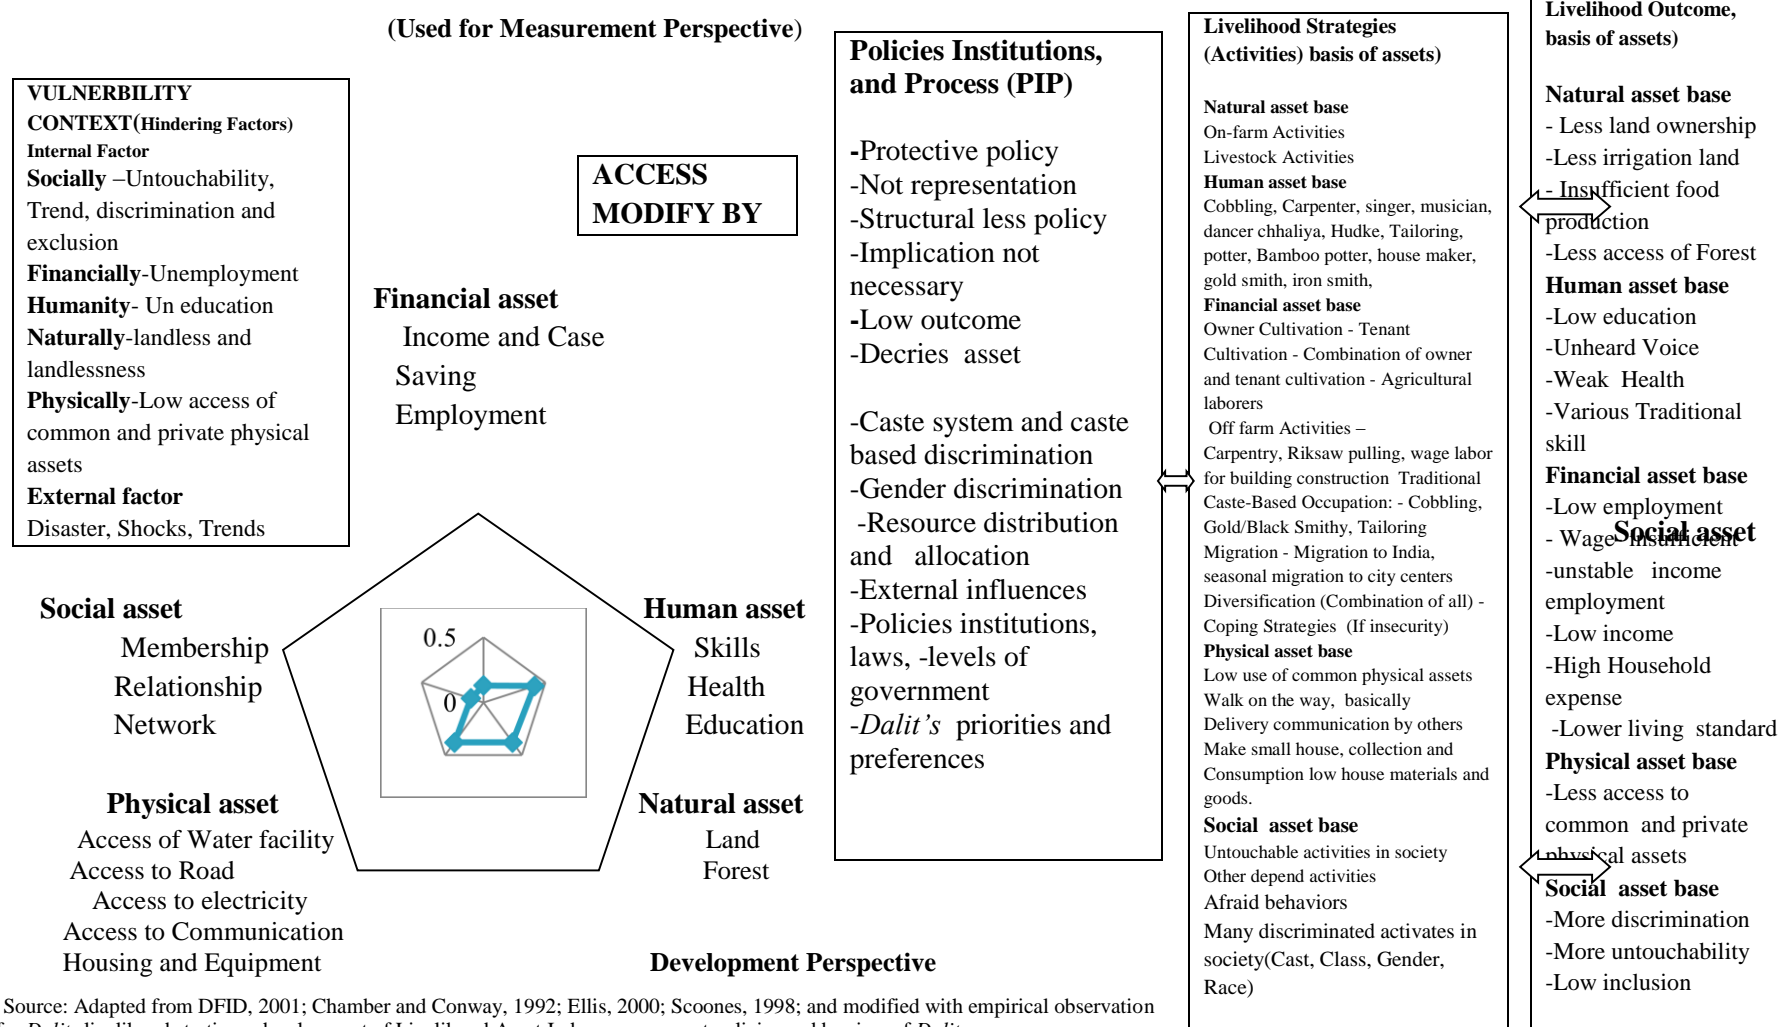 (Used for Measurement Perspective)
VULNERBILITY
CONTEXT(Hindering Factors)
Internal Factor
Socially –Untouchability,
Trend, discrimination and
exclusion
Financially-Unemployment
Humanity- Un education
Naturally-landless and
landlessness
Physically-Low access of
common and private physical
assets
External factor
Disaster, Shocks, Trends
ACCESS
MODIFY BY
Financial asset
Income and Case
Saving
Employment
Social asset
Membership
Relationship
Network
0.5
0
Human asset
Skills
Health
Education
Physical asset
Access of Water facility
Access to Road
Access to electricity
Access to Communication
Housing and Equipment
Natural asset
Land
Forest
Development Perspective
Policies Institutions,
and Process (PIP)
-Protective policy
-Not representation
-Structural less policy
-Implication not
necessary
-Low outcome
-Decries asset
-Caste system and caste
based discrimination
-Gender discrimination
-Resource distribution
and allocation
-External influences
-Policies institutions,
laws, -levels of
government
-Dalit’s priorities and
preferences
Livelihood Strategies
(Activities) basis of assets)
Natural asset base
On-farm Activities
Livestock Activities
Human asset base
Cobbling, Carpenter, singer, musician,
dancer chhaliya, Hudke, Tailoring,
potter, Bamboo potter, house maker,
gold smith, iron smith,
Financial asset base
Owner Cultivation - Tenant
Cultivation - Combination of owner
and tenant cultivation - Agricultural
laborers
Off farm Activities –
Carpentry, Riksaw pulling, wage labor
for building construction Traditional
Caste-Based Occupation: - Cobbling,
Gold/Black Smithy, Tailoring
Migration - Migration to India,
seasonal migration to city centers
Diversification (Combination of all) -
Coping Strategies (If insecurity)
Physical asset base
Low use of common physical assets
Walk on the way, basically
Delivery communication by others
Make small house, collection and
Consumption low house materials and
goods.
Social asset base
Untouchable activities in society
Other depend activities
Afraid behaviors
Many discriminated activates in
society(Cast, Class, Gender,
Race)
Livelihood Outcome,
basis of assets)
Natural asset base
- Less land ownership
-Less irrigation land
- Insufficient food
production
-Less access of Forest
Human asset base
-Low education
-Unheard Voice
-Weak Health
-Various Traditional
skill
Financial asset base
-Low employment
- Wage insufficient
Social asset
-unstable income
employment
-Low income
-High Household
expense
-Lower living standard
Physical asset base
-Less access to
common and private
physical assets
Social asset base
-More discrimination
-More untouchability
-Low inclusion
Source: Adapted from DFID, 2001; Chamber and Conway, 1992; Ellis, 2000; Scoones, 1998; and modified with empirical observation